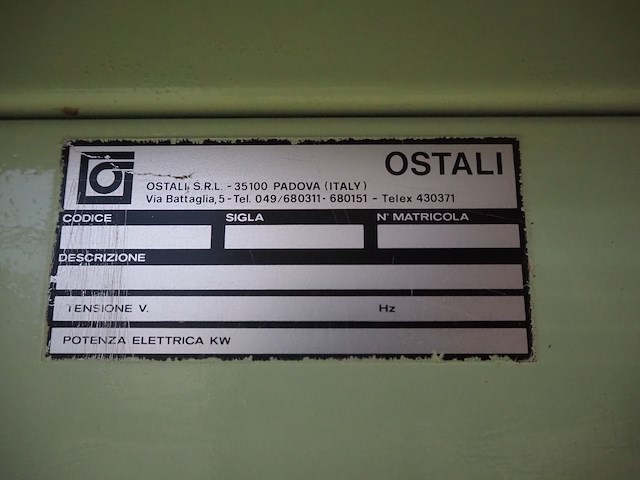 OSTALI
OSTALI S.R.L. - 35100 PADOVA (ITALY)
Via Battaglia, 5 - Tel. 049/680311 - 680151 - Telex 430371
CODICE SIGLA N° MATRICOLA
DESCRIZIONE
TENSIONE V. Hz
POTENZA ELETTRICA KW